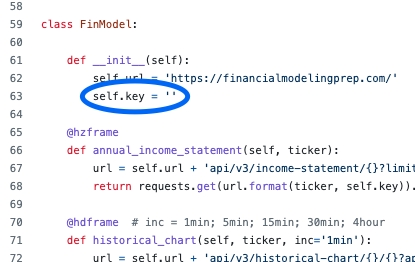 58
59 class FinModel:
60
61 def __init__(self):
62 self.url = 'https://financialmodelingprep.com/'
63 self.key = ''
64
65 @hzframe
66 def annual_income_statement(self, ticker):
67 url = self.url + 'api/v3/income-statement/{}?limit
68 return requests.get(url.format(ticker, self.key)).
69
70 @hdframe # inc = 1min; 5min; 15min; 30min; 4hour
71 def historical_chart(self, ticker, inc='1min'):
72 url = self.url + 'api/v3/historical-chart/{}/{}?ap